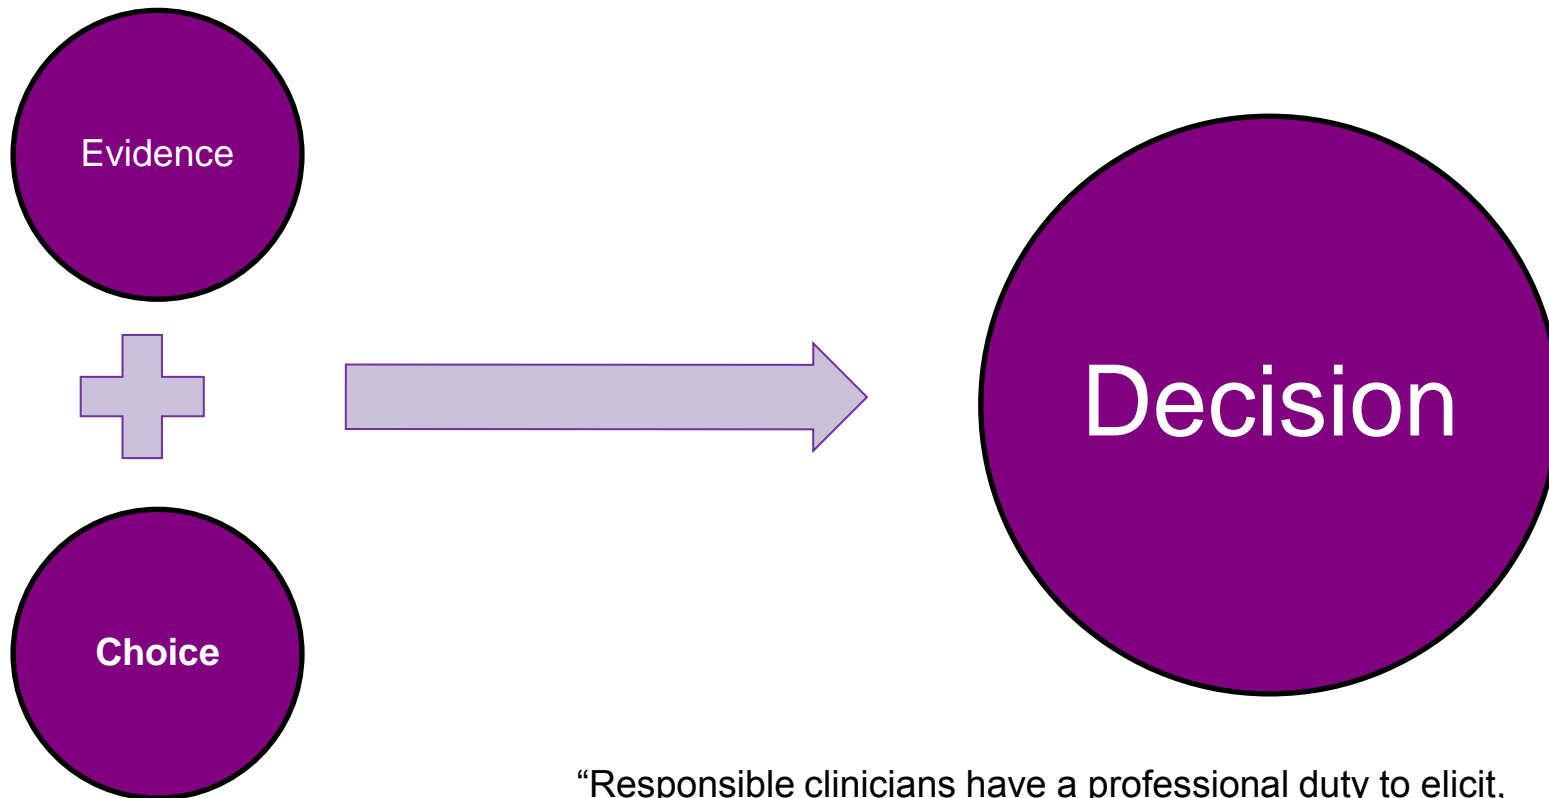 Evidence
Decision
Choice
“Responsible clinicians have a professional duty to elicit,